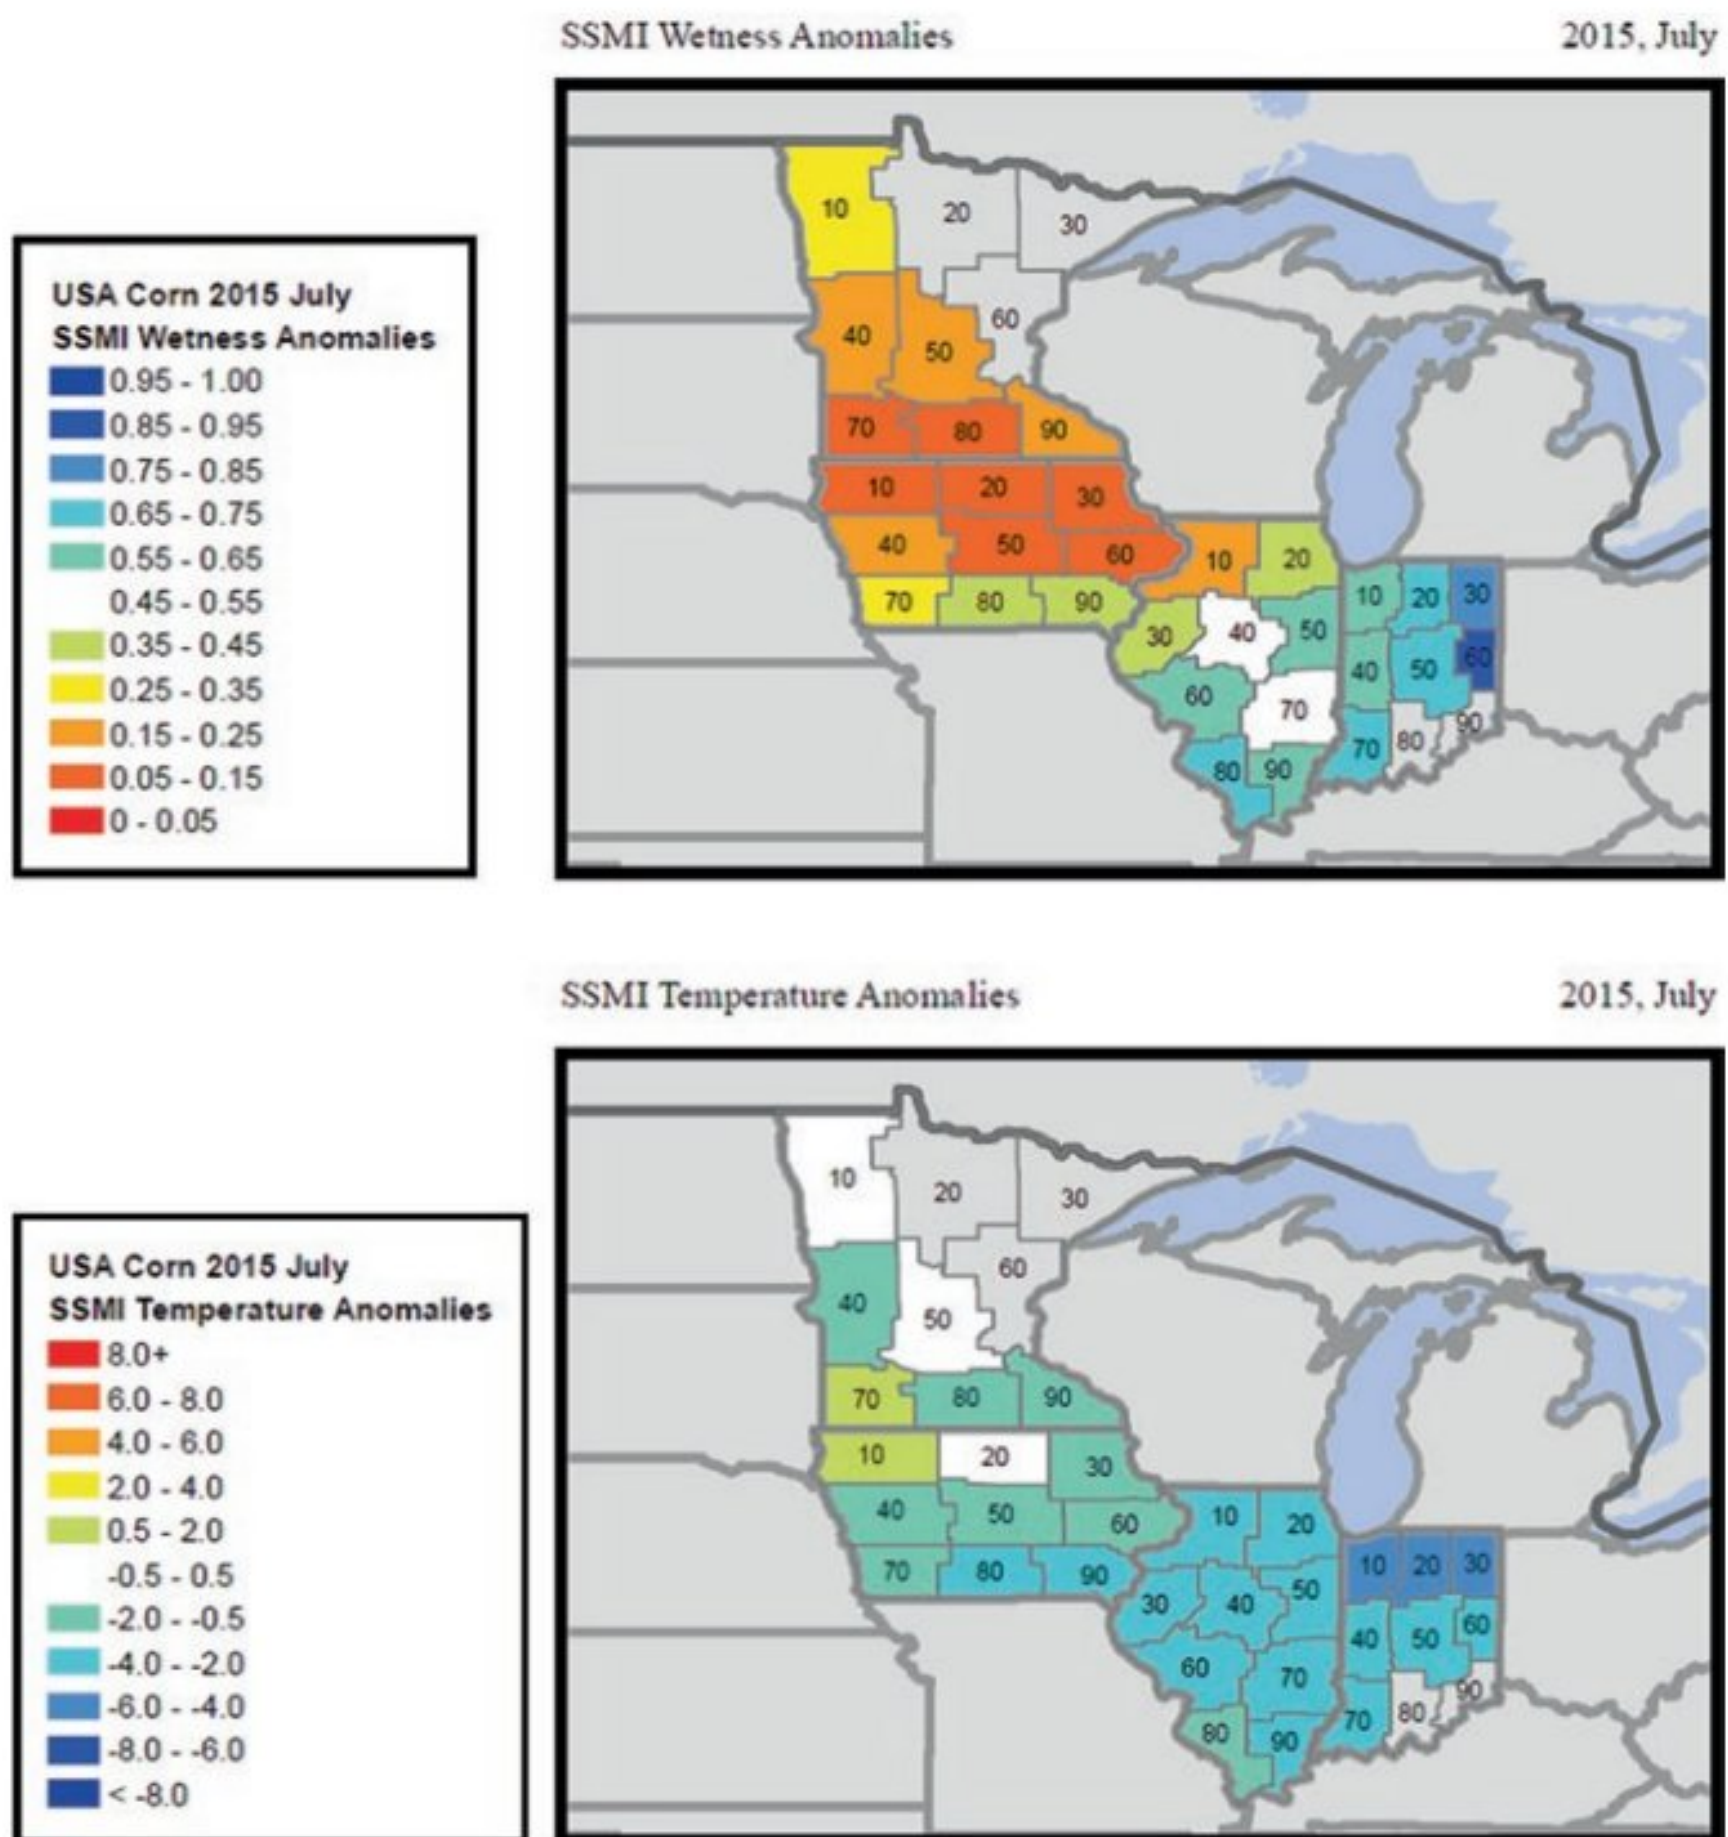 SSMI Wetness Anomalies
2015, July
USA Corn 2015 July
SSMI Wetness Anomalies
0.95 - 1.00
0.85 - 0.95
0.75 - 0.85
0.65 - 0.75
0.55 - 0.65
0.45 - 0.55
0.35 - 0.45
0.25 - 0.35
0.15 - 0.25
0.05 - 0.15
0 - 0.05
10
20
30
40
50
60
70
80
90
10
20
30
40
50
60
70
80
90
10
20
30
40
50
60
70
80
90
10
20
30
40
50
60
70
80
90
SSMI Temperature Anomalies
2015, July
USA Corn 2015 July
SSMI Temperature Anomalies
8.0+
6.0 - 8.0
4.0 - 6.0
2.0 - 4.0
0.5 - 2.0
-0.5 - 0.5
-2.0 - -0.5
-4.0 - -2.0
-6.0 - -4.0
-8.0 - -6.0
< -8.0
10
20
30
40
50
60
70
80
90
10
20
30
40
50
60
70
80
90
10
20
30
40
50
60
70
80
90
10
20
30
40
50
60
70
80
90